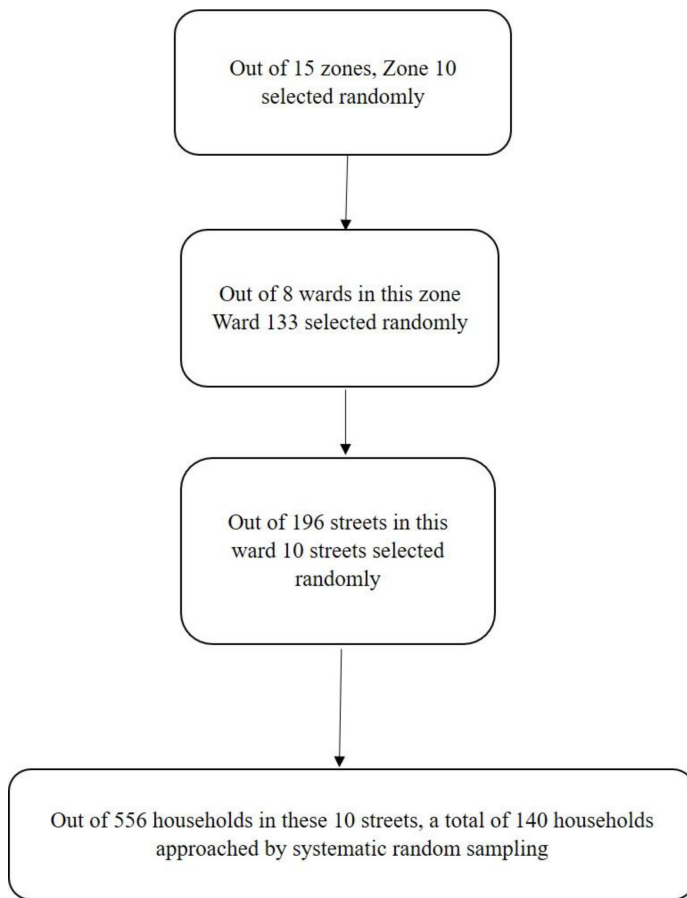 Out of 15 zones, Zone 10
selected randomly
Out of 8 wards in this zone
Ward 133 selected randomly
Out of 196 streets in this
ward 10 streets selected
randomly
Out of 556 households in these 10 streets, a total of 140 households
approached by systematic random sampling